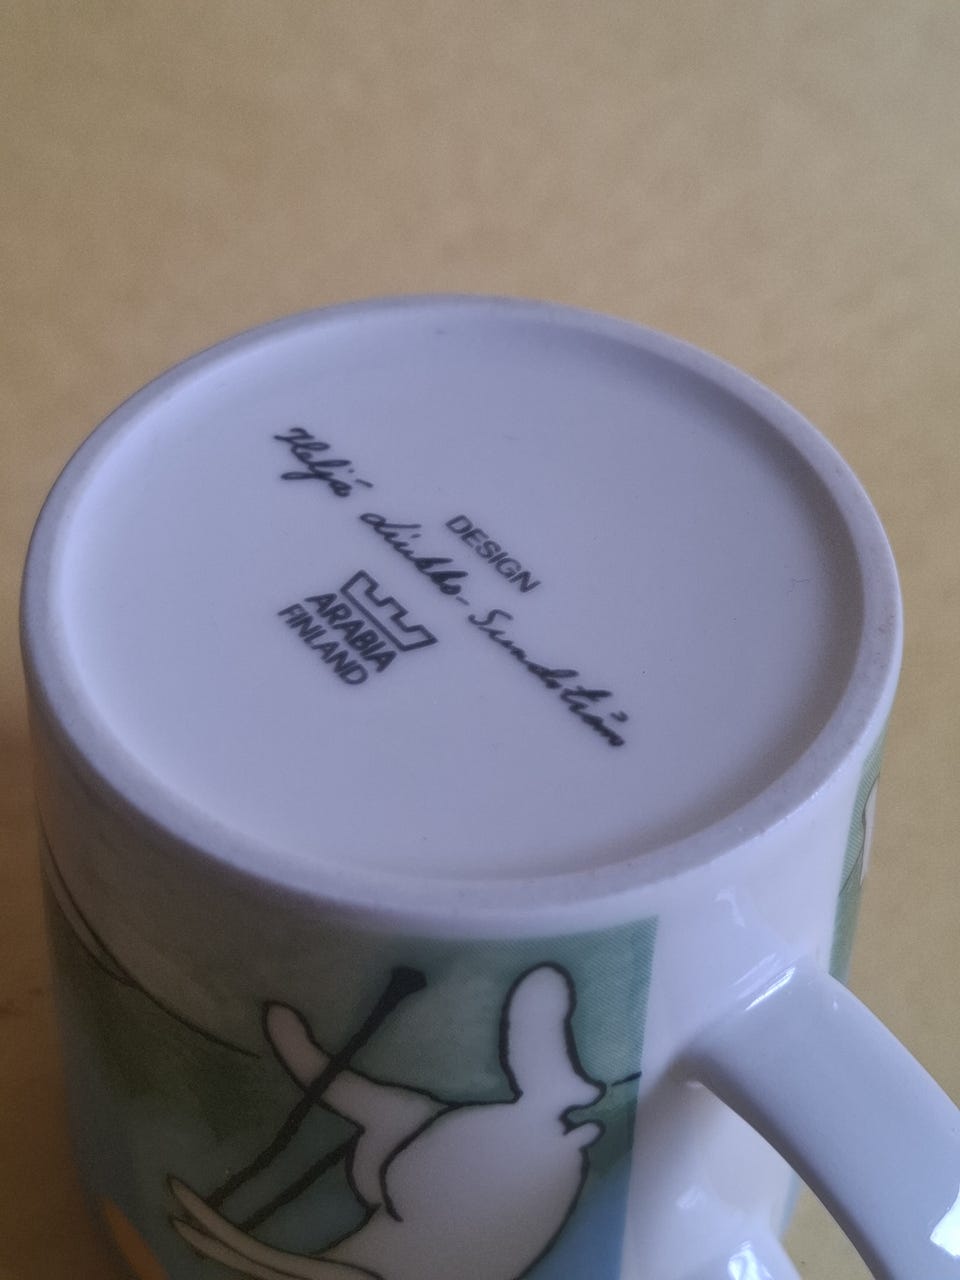 DESIGN
Heljä Liukko-Sundström
ARABIA
FINLAND